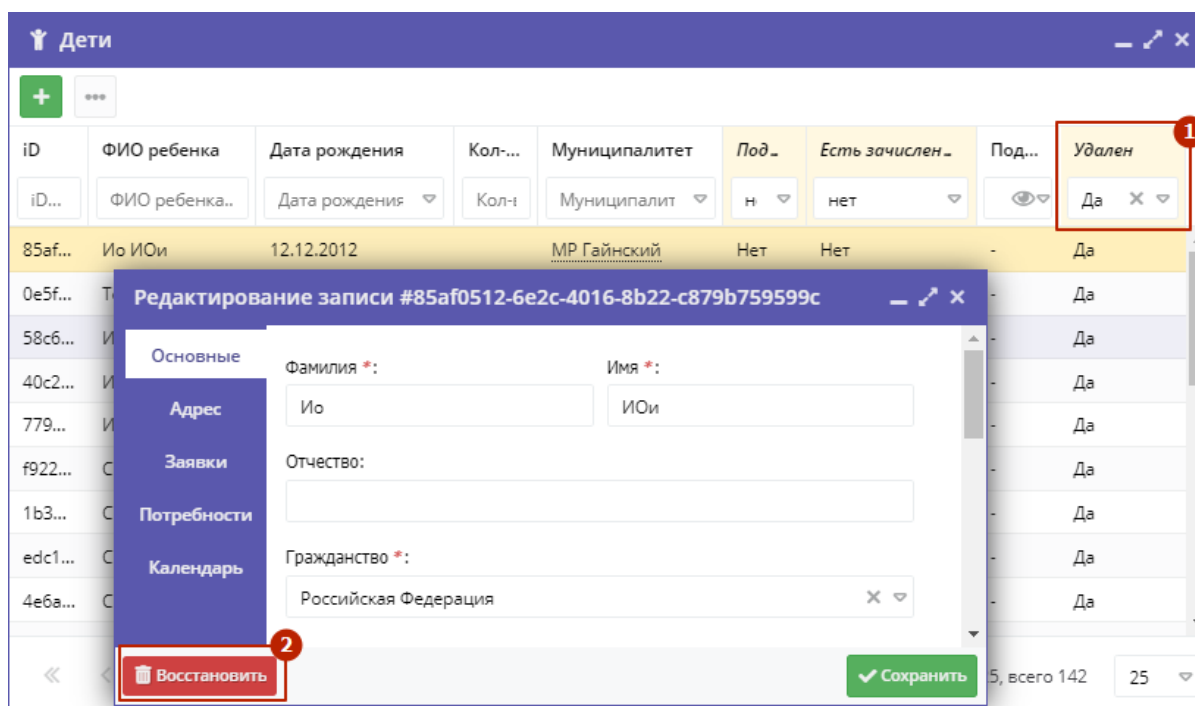 Дети
iD ФИО ребенка Дата рождения Кол-... Муниципалитет Под... Есть зачислен... Под... Удален 1
iD... ФИО ребенка.. Дата рождения Кол-в Муниципалит н нет Да
85af... Ио ИОи 12.12.2012 МР Гайнский Нет Нет - Да
0e5f... - Да
Редактирование записи #85af0512-6e2c-4016-8b22-c879b759599c
58c6... И - Да
Основные
Фамилия *: Имя *:
40c2... И - Да
Адрес Ио ИОи
779... И - Да
Заявки Отчество:
f922... С - Да
1b3... С Потребности - Да
edc1... С Гражданство *: - Да
Календарь
4e6a... С Российская Федерация - Да
2
Восстановить Сохранить 5, всего 142 25